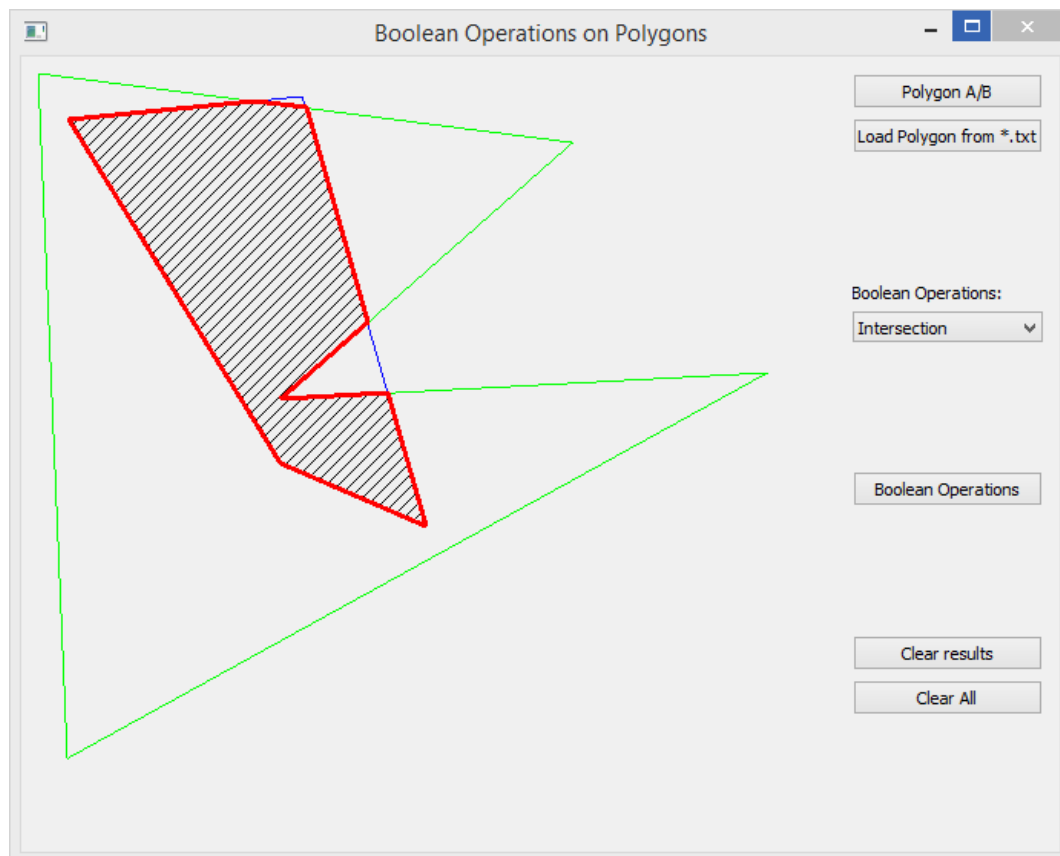 Boolean Operations on Polygons
Polygon A/B
Load Polygon from *.txt
Boolean Operations:
Intersection
Boolean Operations
Clear results
Clear All